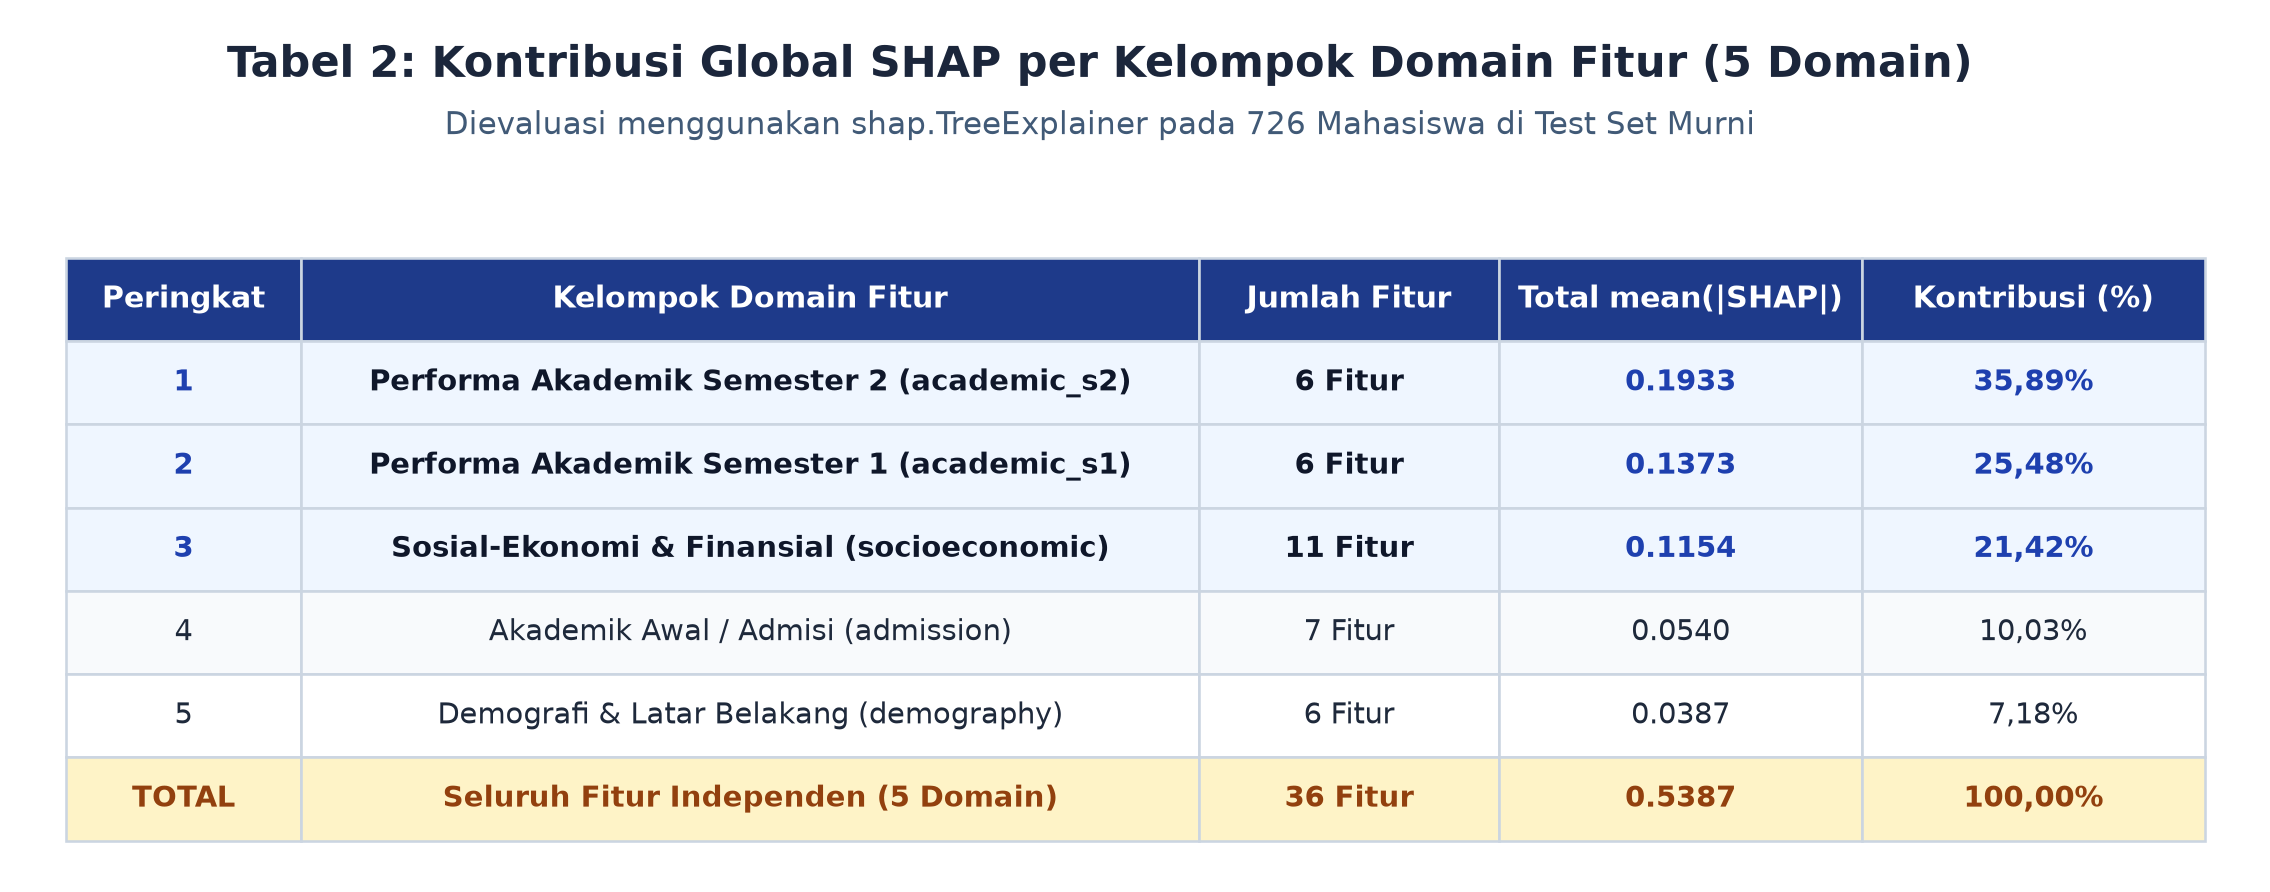 Tabel 2: Kontribusi Global SHAP per Kelompok Domain Fitur (5 Domain)
Dievaluasi menggunakan shap.TreeExplainer pada 726 Mahasiswa di Test Set Murni
Peringkat Kelompok Domain Fitur Jumlah Fitur Total mean(|SHAP|) Kontribusi (%)
1 Performa Akademik Semester 2 (academic_s2) 6 Fitur 0.1933 35,89%
2 Performa Akademik Semester 1 (academic_s1) 6 Fitur 0.1373 25,48%
3 Sosial-Ekonomi & Finansial (socioeconomic) 11 Fitur 0.1154 21,42%
4 Akademik Awal / Admisi (admission) 7 Fitur 0.0540 10,03%
5 Demografi & Latar Belakang (demography) 6 Fitur 0.0387 7,18%
TOTAL Seluruh Fitur Independen (5 Domain) 36 Fitur 0.5387 100,00%